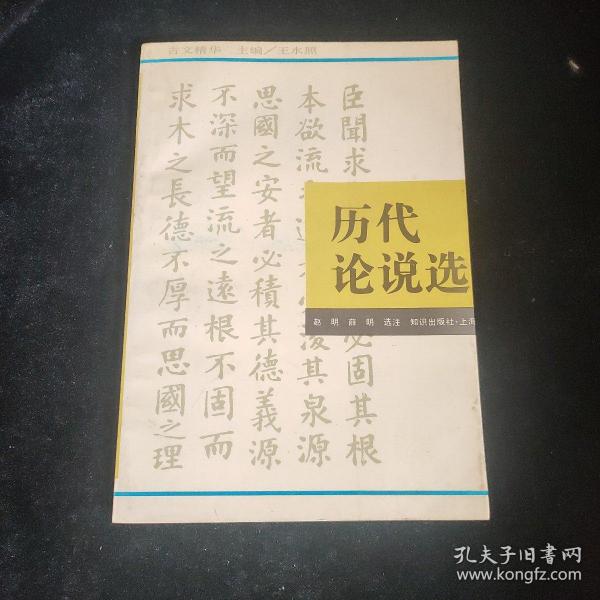 古文精华 主编／王水照
臣聞求 必固其根
本欲流 浚其泉源
思國之安者必積其德義源
不深而望流之遠根不固而
求木之長德不厚而思國之理
历代
论说选
赵明 薛明 选注 知识出版社·上海
孔夫子旧书网
www.kongfz.com